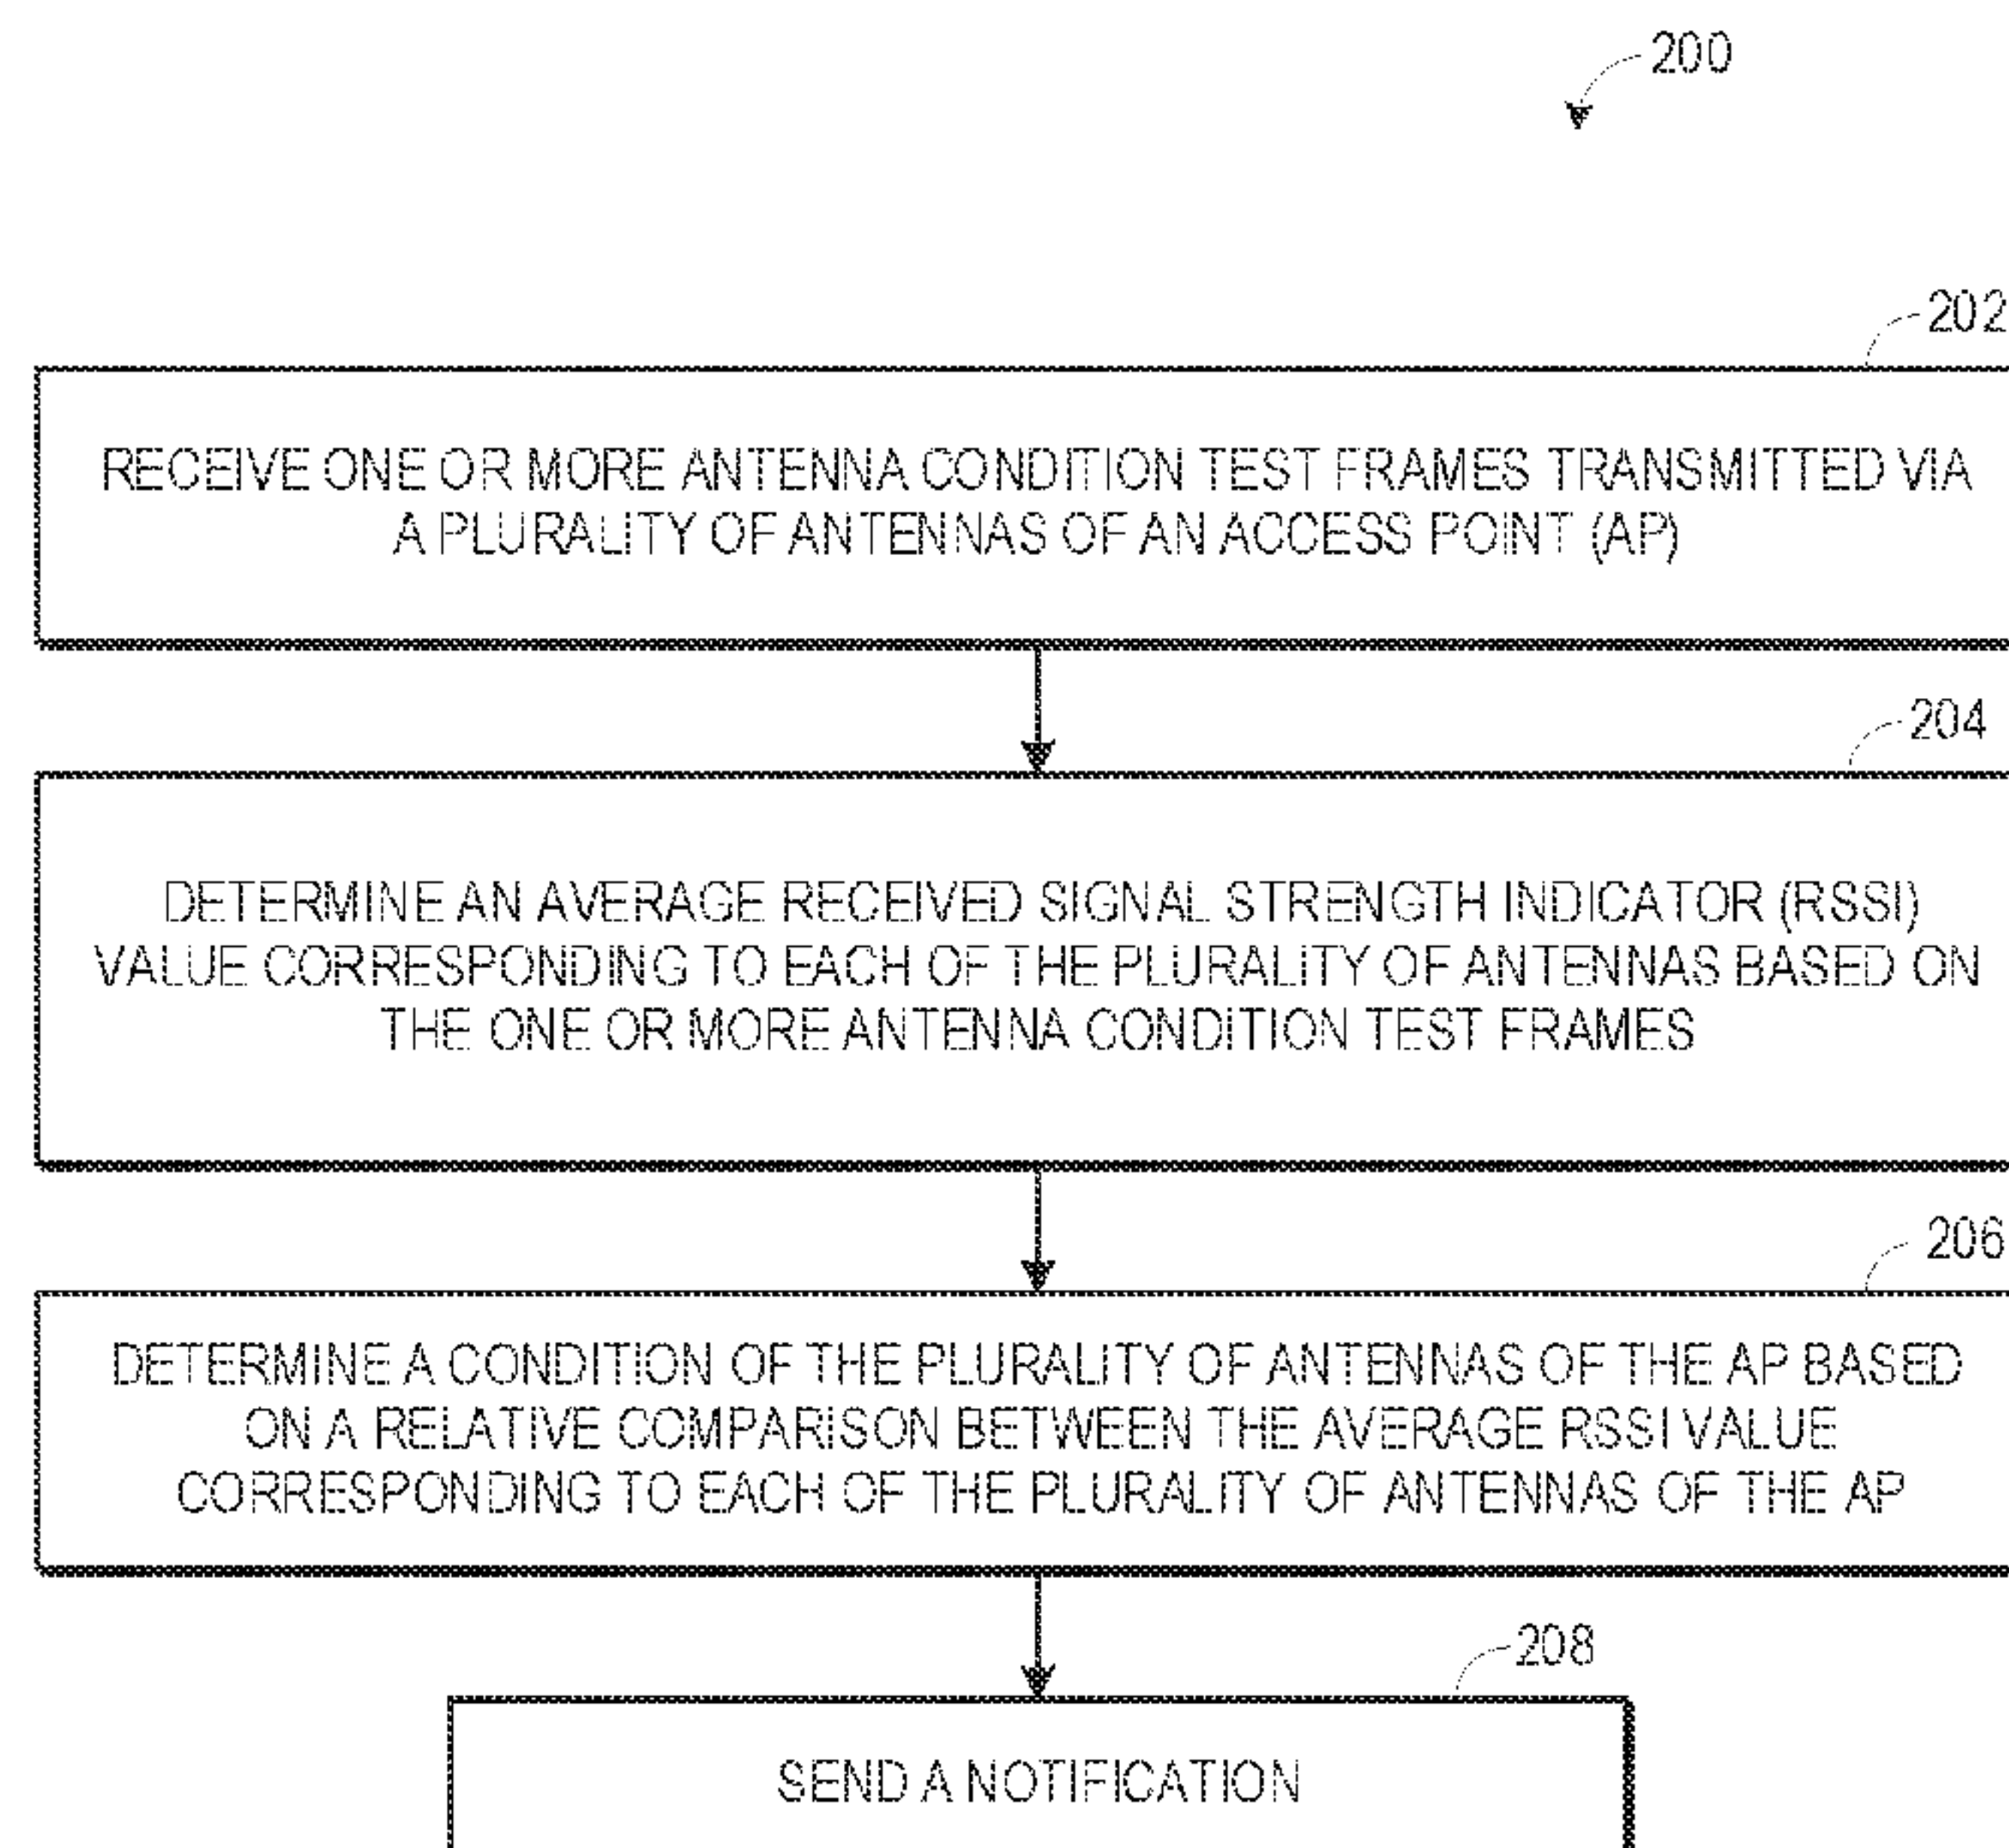 200
202
RECEIVE ONE OR MORE ANTENNA CONDITION TEST FRAMES TRANSMITTED VIA
A PLURALITY OF ANTENNAS OF AN ACCESS POINT (AP)
204
DETERMINE AN AVERAGE RECEIVED SIGNAL STRENGTH INDICATOR (RSSI)
VALUE CORRESPONDING TO EACH OF THE PLURALITY OF ANTENNAS BASED ON
THE ONE OR MORE ANTENNA CONDITION TEST FRAMES
206
DETERMINE A CONDITION OF THE PLURALITY OF ANTENNAS OF THE AP BASED
ON A RELATIVE COMPARISON BETWEEN THE AVERAGE RSSI VALUE
CORRESPONDING TO EACH OF THE PLURALITY OF ANTENNAS OF THE AP
208
SEND A NOTIFICATION